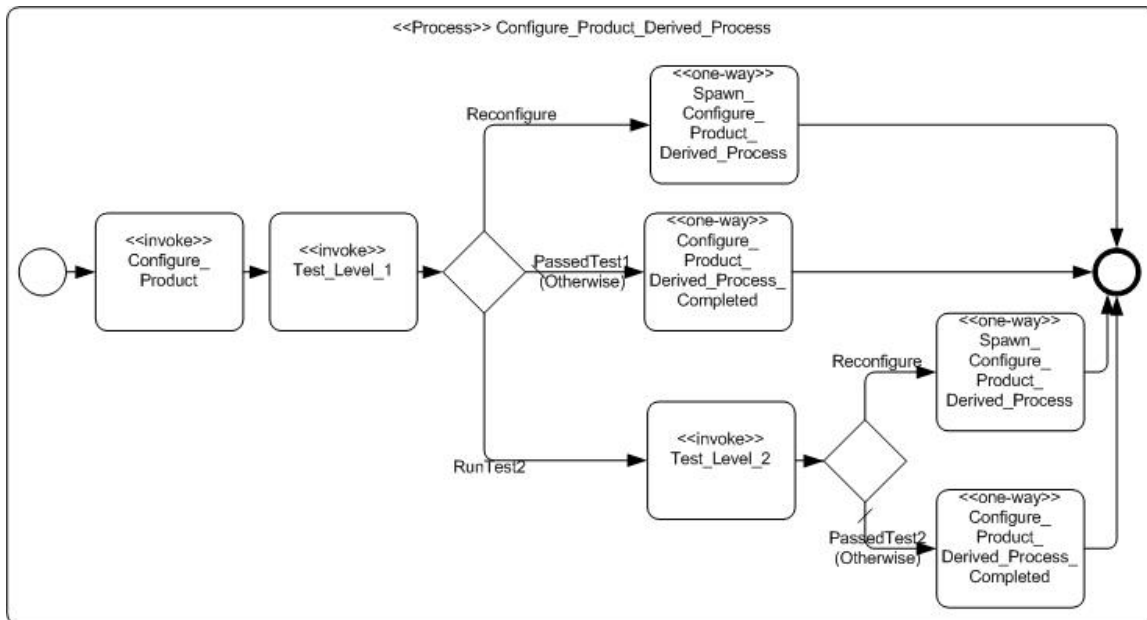 <<Process>> Configure_Product_Derived_Process
<<one-way>>
Spawn_
Configure_
Product_
Derived_Process
Reconfigure
<<invoke>>
Configure_
Product
<<invoke>>
Test_Level_1
PassedTest1
(Otherwise)
<<one-way>>
Configure_
Product_
Derived_Process_
Completed
RunTest2
<<invoke>>
Test_Level_2
Reconfigure
<<one-way>>
Spawn_
Configure_
Product_
Derived_Process
PassedTest2
(Otherwise)
<<one-way>>
Configure_
Product_
Derived_Process_
Completed